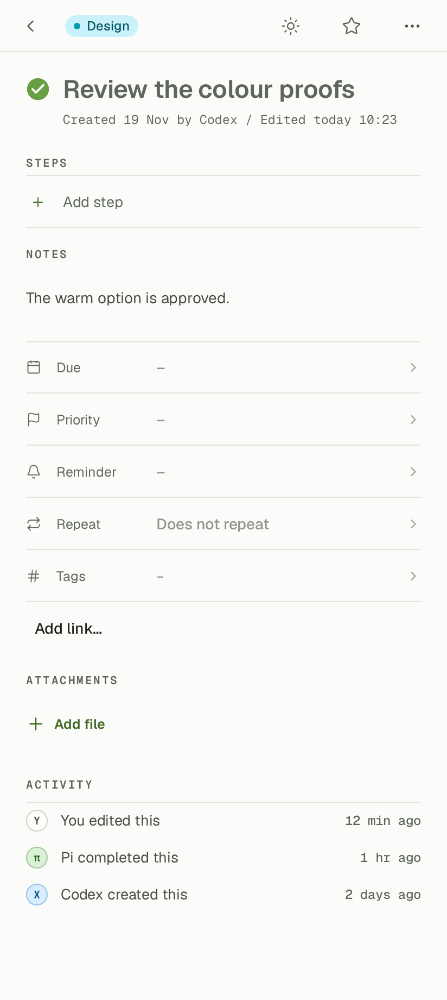 Design
Review the colour proofs
Created 19 Nov by Codex / Edited today 10:23
STEPS
+ Add step
NOTES
The warm option is approved.
Due –
Priority –
Reminder –
Repeat Does not repeat
# Tags –
Add link…
ATTACHMENTS
+ Add file
ACTIVITY
Y You edited this 12 min ago
π Pi completed this 1 hr ago
X Codex created this 2 days ago